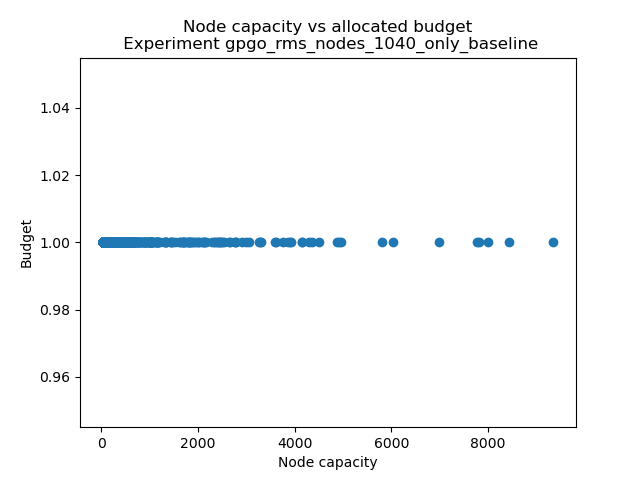 Node capacity vs allocated budget
Experiment gpgo_rms_nodes_1040_only_baseline
1.04
1.02
1.00
0.98
0.96
Budget
0 2000 4000 6000 8000
Node capacity